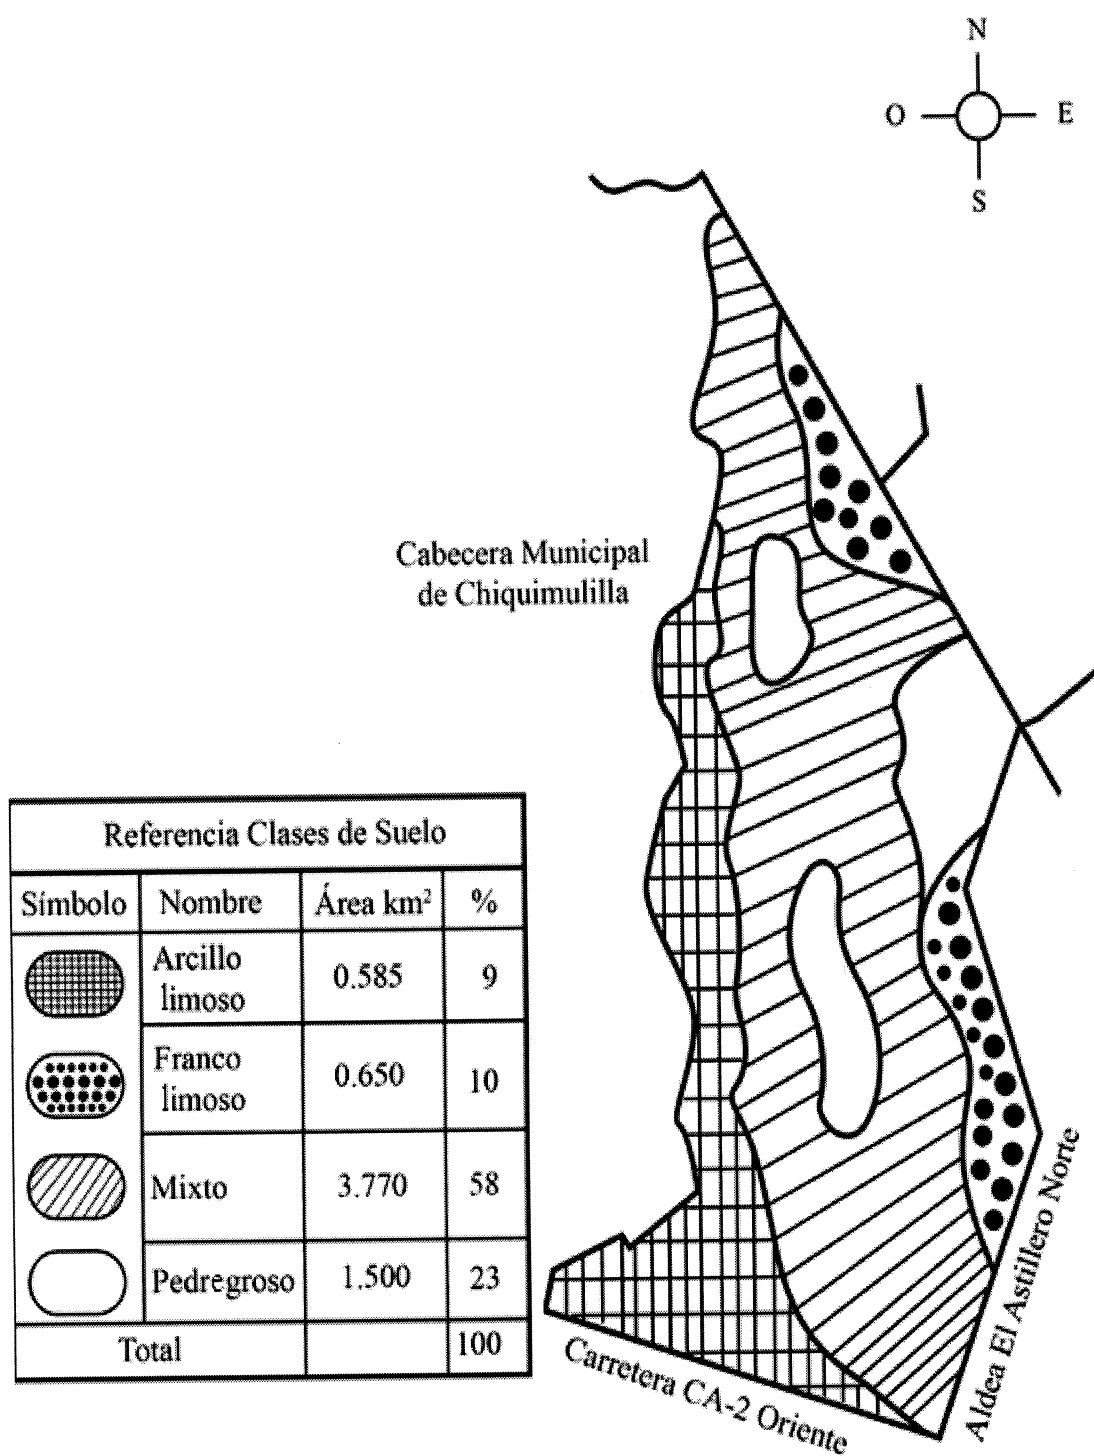 N
O E
S
Cabecera Municipal
de Chiquimulilla
Referencia Clases de Suelo
Símbolo Nombre Área km² %
Arcillo
limoso 0.585 9
Franco
limoso 0.650 10
Mixto 3.770 58
Pedregroso 1.500 23
Total 100
Carretera CA-2 Oriente
Aldea El Astillero Norte